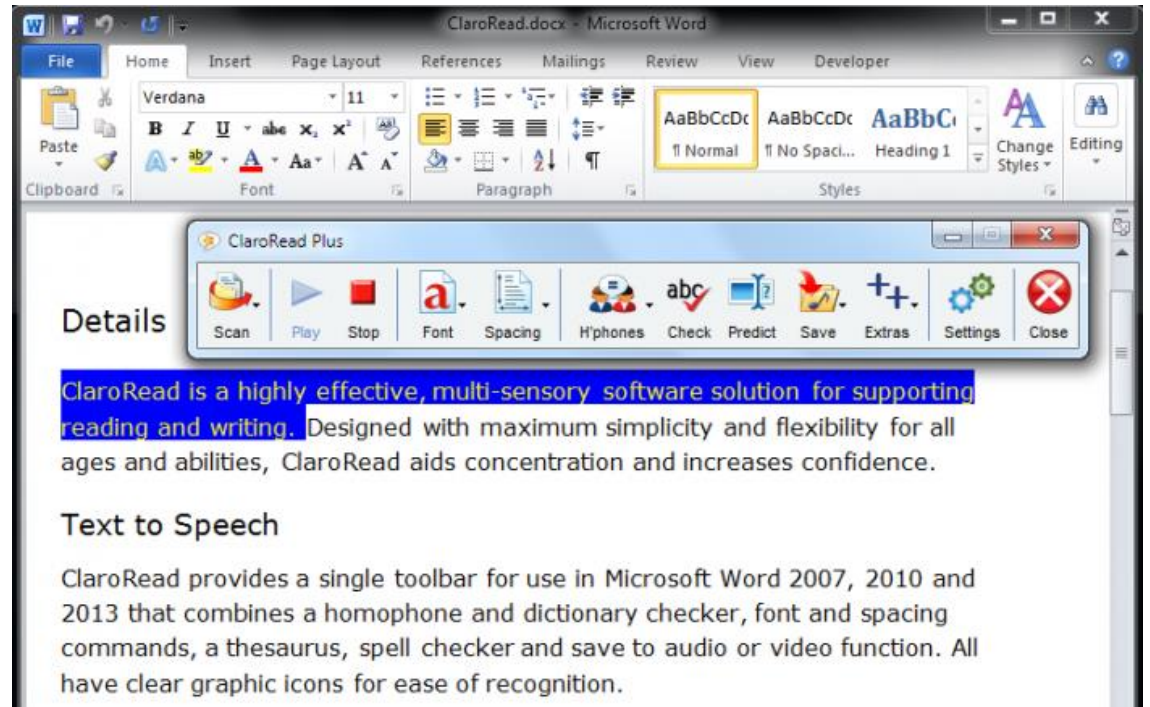 ClaroRead.docx - Microsoft Word
File Home Insert Page Layout References Mailings Review View Developer
Verdana 11
AaBbCcDc AaBbCcDc AaBbC
B I U abc x, x² AaBbCcDc
Paste
¶ Normal ¶ No Spaci... Heading 1 Change Styles Editing
Aa A A
Clipboard Font Paragraph Styles
ClaroRead Plus
Scan Play Stop Font Spacing H'phones Check Predict Save Extras Settings Close
Details
ClaroRead is a highly effective, multi-sensory software solution for supporting
reading and writing. Designed with maximum simplicity and flexibility for all
ages and abilities, ClaroRead aids concentration and increases confidence.
Text to Speech
ClaroRead provides a single toolbar for use in Microsoft Word 2007, 2010 and
2013 that combines a homophone and dictionary checker, font and spacing
commands, a thesaurus, spell checker and save to audio or video function. All
have clear graphic icons for ease of recognition.